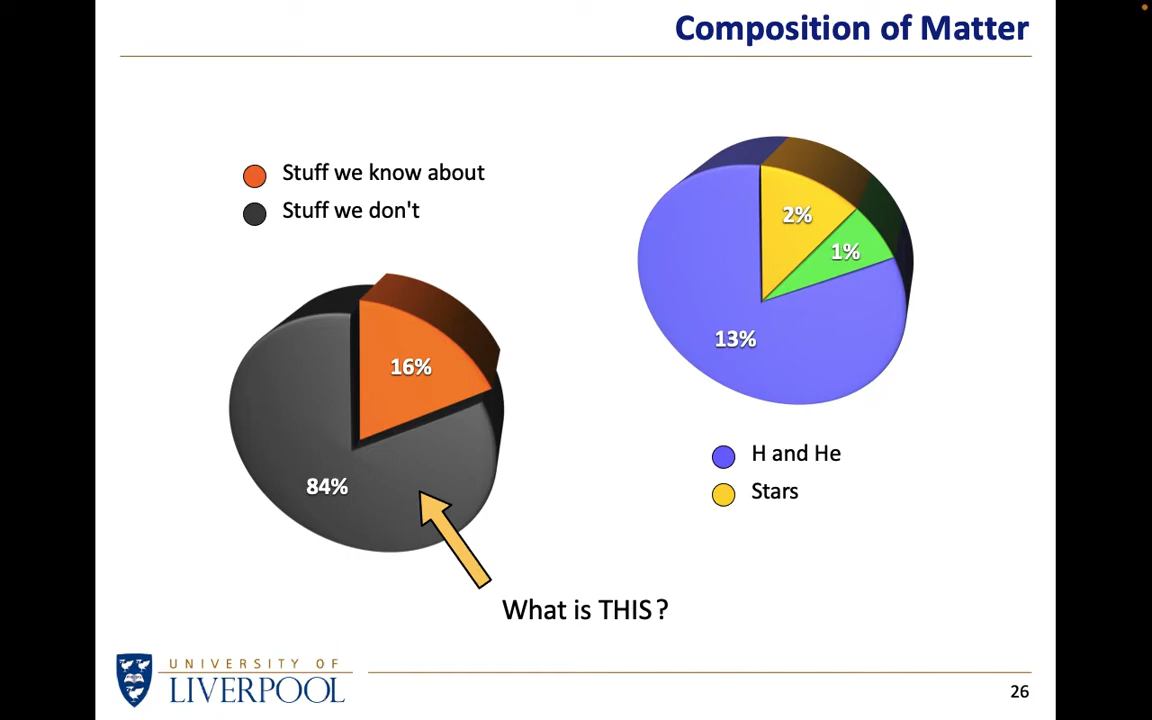 Composition of Matter
Stuff we know about
Stuff we don't
16%
84%
What is THIS?
2%
1%
13%
H and He
Stars
UNIVERSITY OF
LIVERPOOL
26